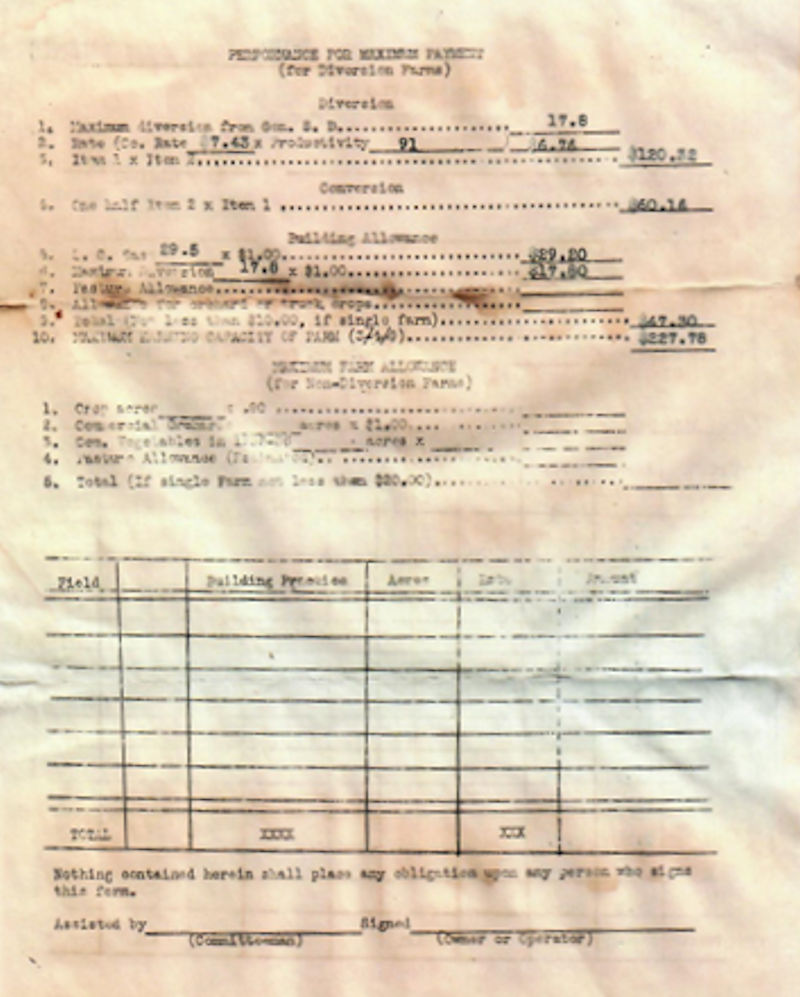 PERFORMANCE FOR MAXIMUM PAYMENT
(for Diversion Farms)
Diversion
1. Maximum diversion from Gen. S. D. .......... 17.8
2. Rate (Co. Rate $7.43 x Productivity 91 ) $6.76
3. Item 1 x Item 2 .......... $120.32
Conversion
4. One half Item 2 x Item 1 .......... $60.16
Building Allowance
5. 29.5 x $1.00 .......... $29.20
6. Maximum Diversion 17.8 x $1.00 .......... $17.80
7. Pasture Allowance ..........
8. Allowance for orchard or truck crops ..........
9. Total (Not less than $10.00, if single farm) .......... $47.30
10. MAXIMUM EARNING CAPACITY OF FARM .......... $227.78
MAXIMUM FARM ALLOWANCE
(for Non-Diversion Farms)
1. Crop acres x .90 ..........
2. Commercial acres x $1.00 ..........
3. Com. Vegetables in acres x
4. Pasture Allowance ..........
5. Total (If single Farm not less than $20.00) ..........
Field Building Practice Acres Rate Amount
TOTAL XXXX XXX
Nothing contained herein shall place any obligation upon any person who signs
this form.
Assisted by Signed
(Committeeman) (Owner or Operator)